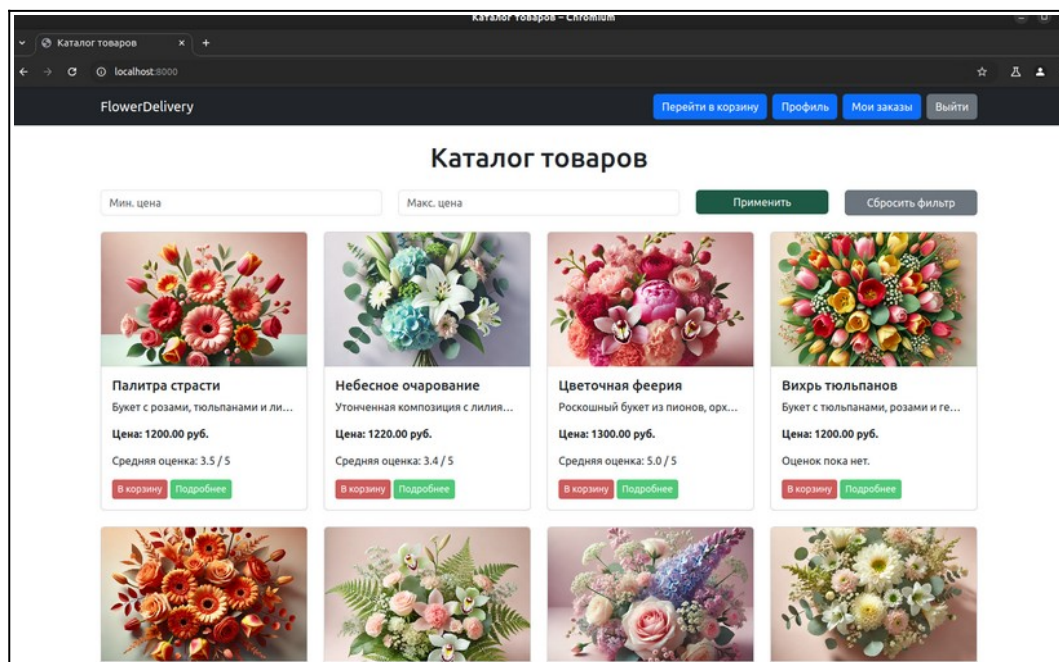 Каталог товаров – Chromium
Каталог товаров × +
localhost:8000
FlowerDelivery Перейти в корзину Профиль Мои заказы Выйти
Каталог товаров
Мин. цена Макс. цена Применить Сбросить фильтр
Палитра страсти Небесное очарование Цветочная феерия Вихрь тюльпанов
Букет с розами, тюльпанами и ли... Утонченная композиция с лилия... Роскошный букет из пионов, орх... Букет с тюльпанами, розами и ге...
Цена: 1200.00 руб. Цена: 1220.00 руб. Цена: 1300.00 руб. Цена: 1200.00 руб.
Средняя оценка: 3.5 / 5 Средняя оценка: 3.4 / 5 Средняя оценка: 5.0 / 5 Оценок пока нет.
В корзину Подробнее В корзину Подробнее В корзину Подробнее В корзину Подробнее